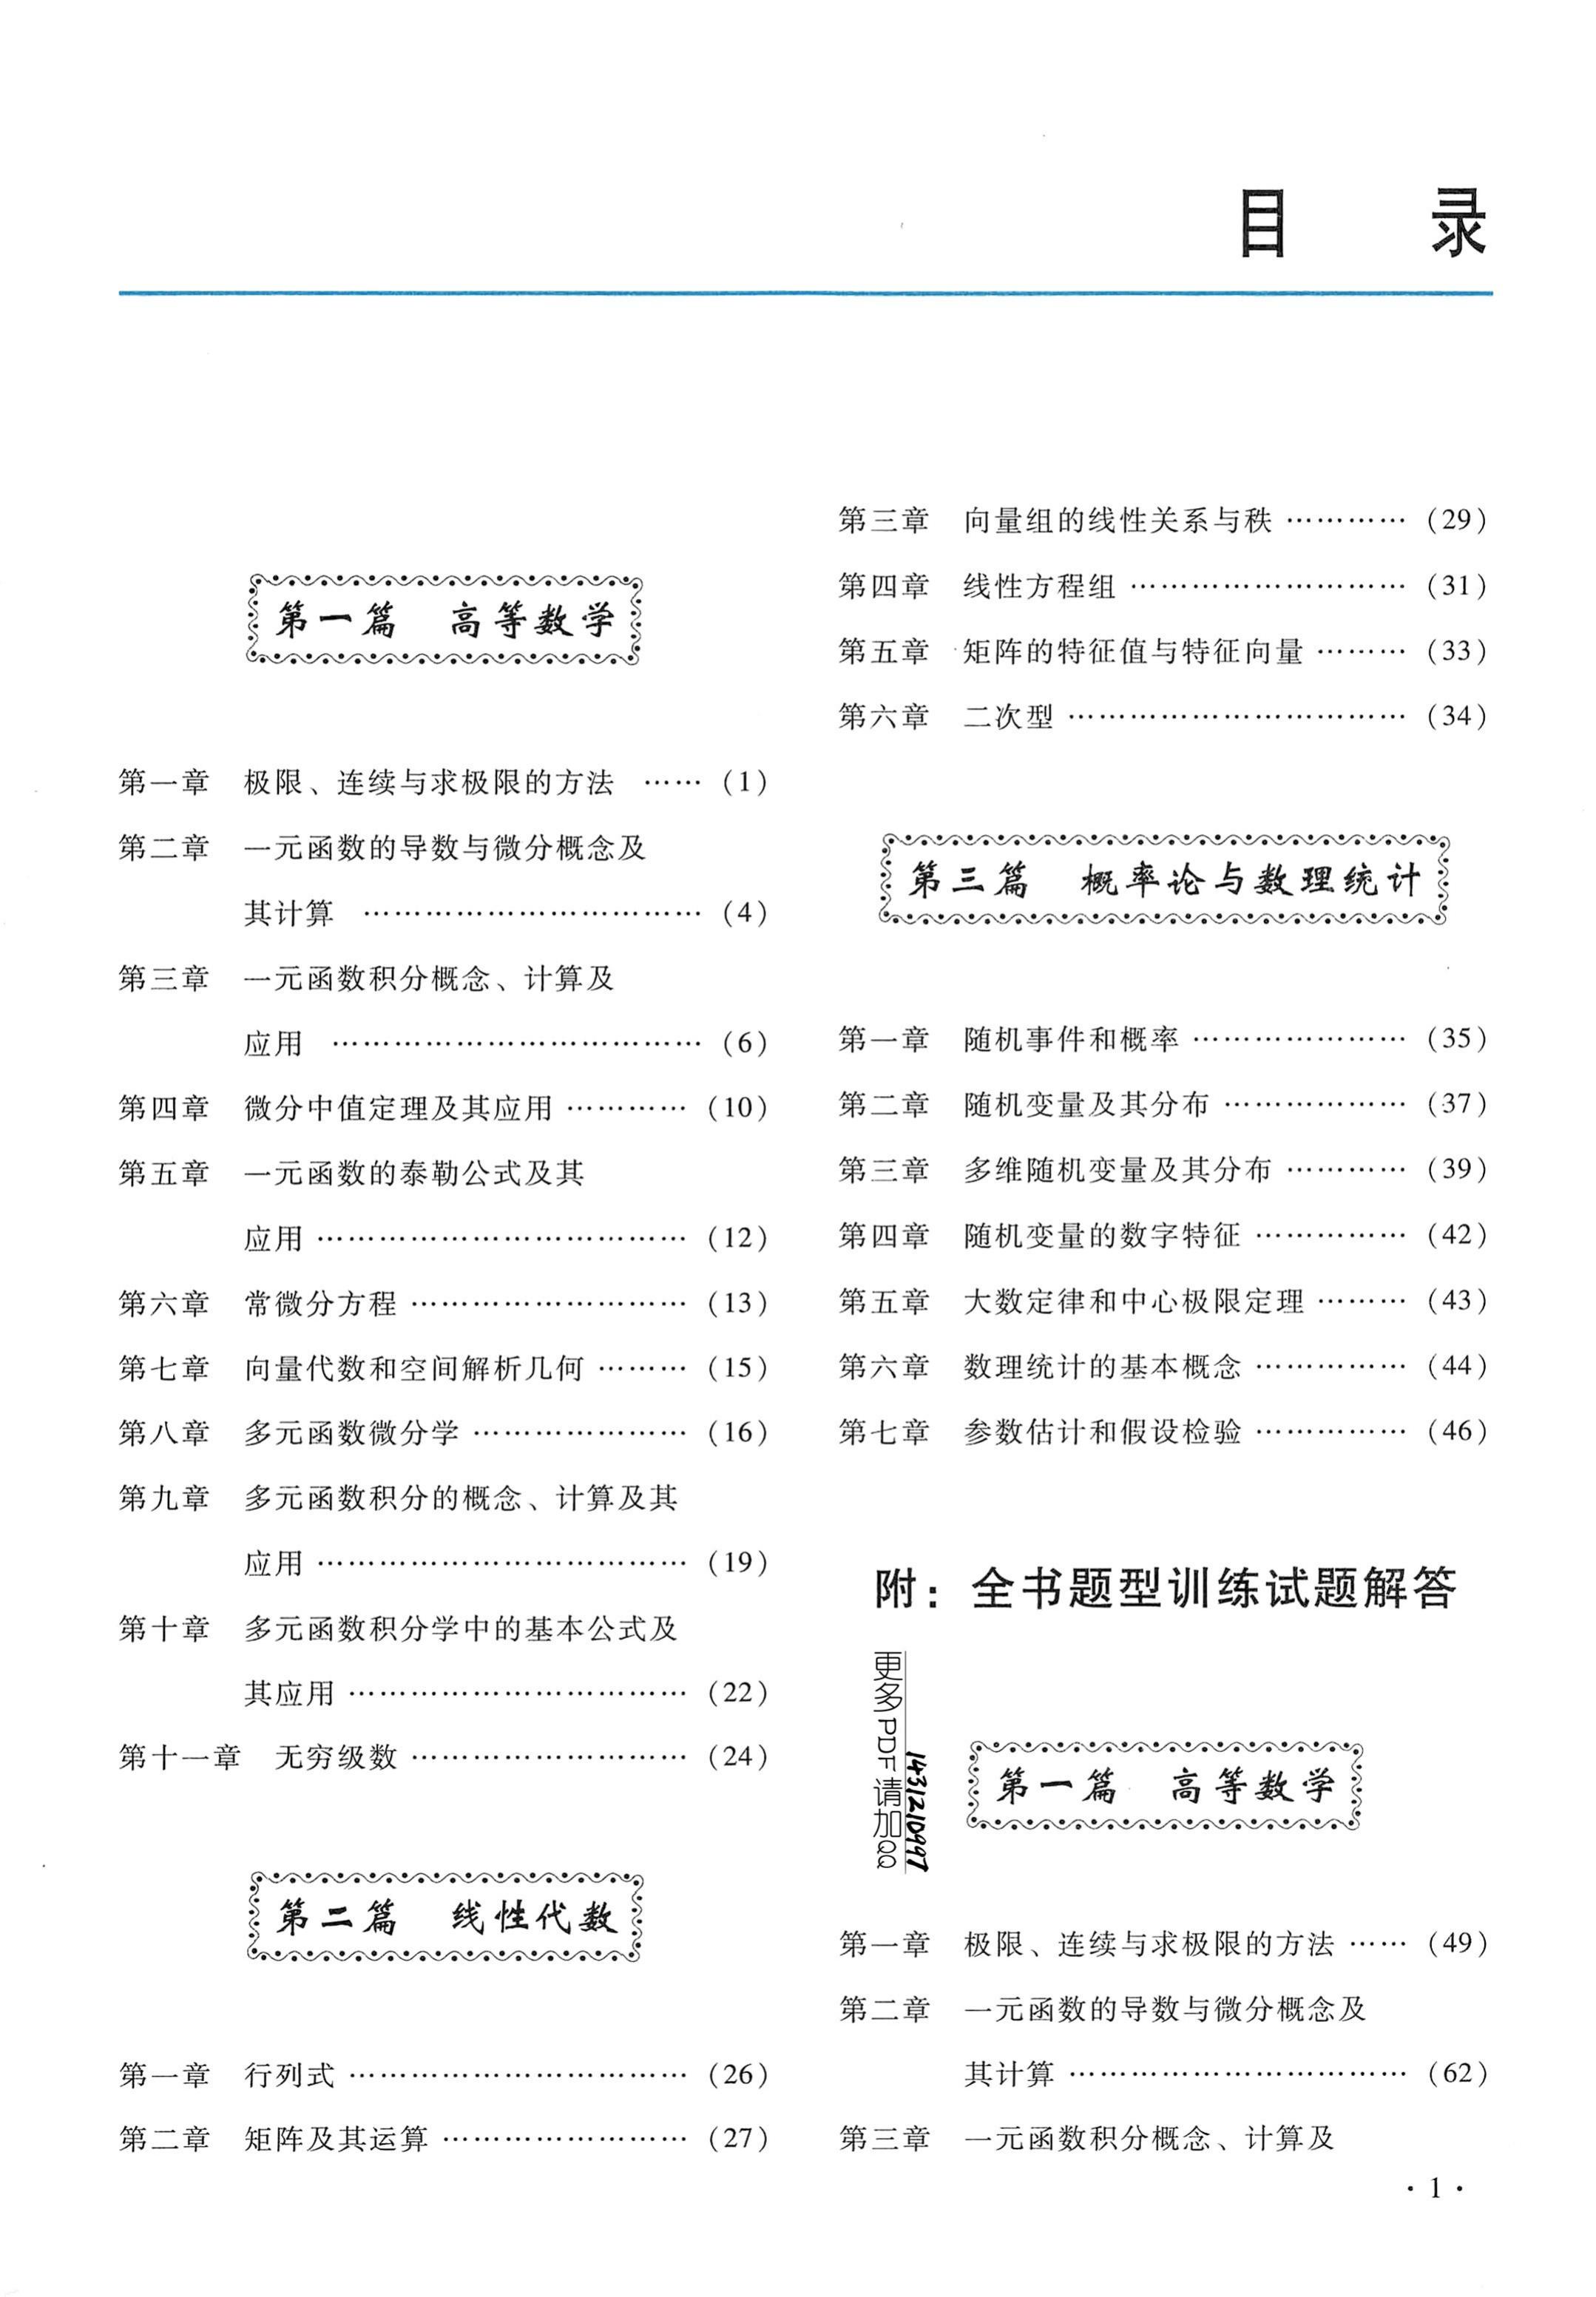 目 录
第一篇 高等数学
第一章 极限、连续与求极限的方法 …… (1)
第二章 一元函数的导数与微分概念及
其计算 …………………………… (4)
第三章 一元函数积分概念、计算及
应用 ……………………………… (6)
第四章 微分中值定理及其应用 ………… (10)
第五章 一元函数的泰勒公式及其
应用 ……………………………… (12)
第六章 常微分方程 ……………………… (13)
第七章 向量代数和空间解析几何 ……… (15)
第八章 多元函数微分学 ………………… (16)
第九章 多元函数积分的概念、计算及其
应用 ……………………………… (19)
第十章 多元函数积分学中的基本公式及
其应用 …………………………… (22)
第十一章 无穷级数 ……………………… (24)
第二篇 线性代数
第一章 行列式 …………………………… (26)
第二章 矩阵及其运算 …………………… (27)
第三章 向量组的线性关系与秩 ………… (29)
第四章 线性方程组 ……………………… (31)
第五章 矩阵的特征值与特征向量 ……… (33)
第六章 二次型 …………………………… (34)
第三篇 概率论与数理统计
第一章 随机事件和概率 ………………… (35)
第二章 随机变量及其分布 ……………… (37)
第三章 多维随机变量及其分布 ………… (39)
第四章 随机变量的数字特征 …………… (42)
第五章 大数定律和中心极限定理 ……… (43)
第六章 数理统计的基本概念 …………… (44)
第七章 参数估计和假设检验 …………… (46)
附：全书题型训练试题解答
更多PDF请加QQ
1431210997
第一篇 高等数学
第一章 极限、连续与求极限的方法 …… (49)
第二章 一元函数的导数与微分概念及
其计算 …………………………… (62)
第三章 一元函数积分概念、计算及
· 1 ·